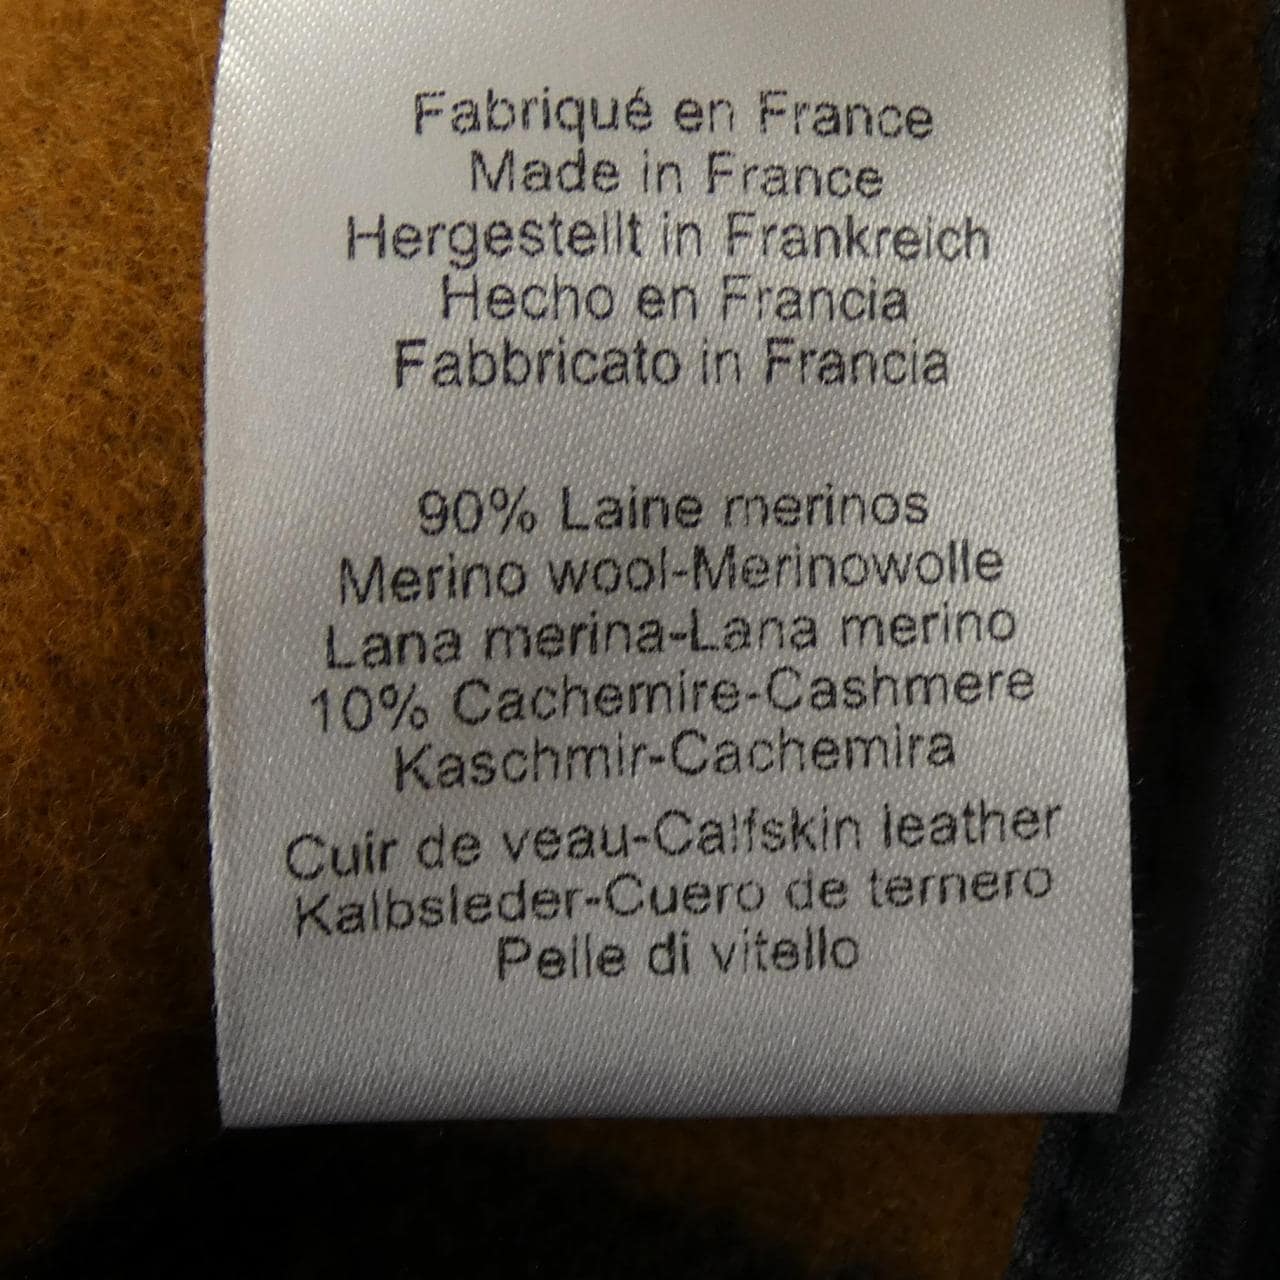 Fabriqué en France
Made in France
Hergestellt in Frankreich
Hecho en Francia
Fabbricato in Francia
90% Laine merinos
Merino wool-Merinowolle
Lana merina-Lana merino
10% Cachemire-Cashmere
Kaschmir-Cachemira
Cuir de veau-Calfskin leather
Kalbsleder-Cuero de ternero
Pelle di vitello